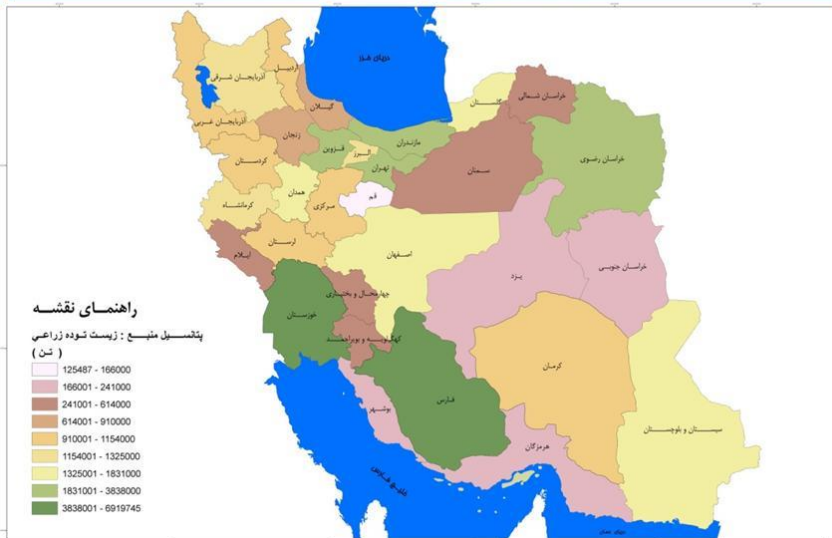 دریای خزر
اردبیل
آذربایجان شرقی
گیلان
گلستان
خراسان شمالی
آذربایجان غربی
زنجان
مازندران
قزوین
البرز
تهران
خراسان رضوی
کردستان
سمنان
همدان
قم
کرمانشاه
مرکزی
لرستان
اصفهان
ایلام
یزد
خراسان جنوبی
چهارمحال و بختیاری
خوزستان
کهگیلویه و بویراحمد
کرمان
فارس
بوشهر
سیستان و بلوچستان
هرمزگان
خلیج فارس
دریای عمان
راهنمای نقشه
پتانسیل منبع : زیست توده زراعی
( تن )
125487 - 166000
166001 - 241000
241001 - 614000
614001 - 910000
910001 - 1154000
1154001 - 1325000
1325001 - 1831000
1831001 - 3838000
3838001 - 6919745